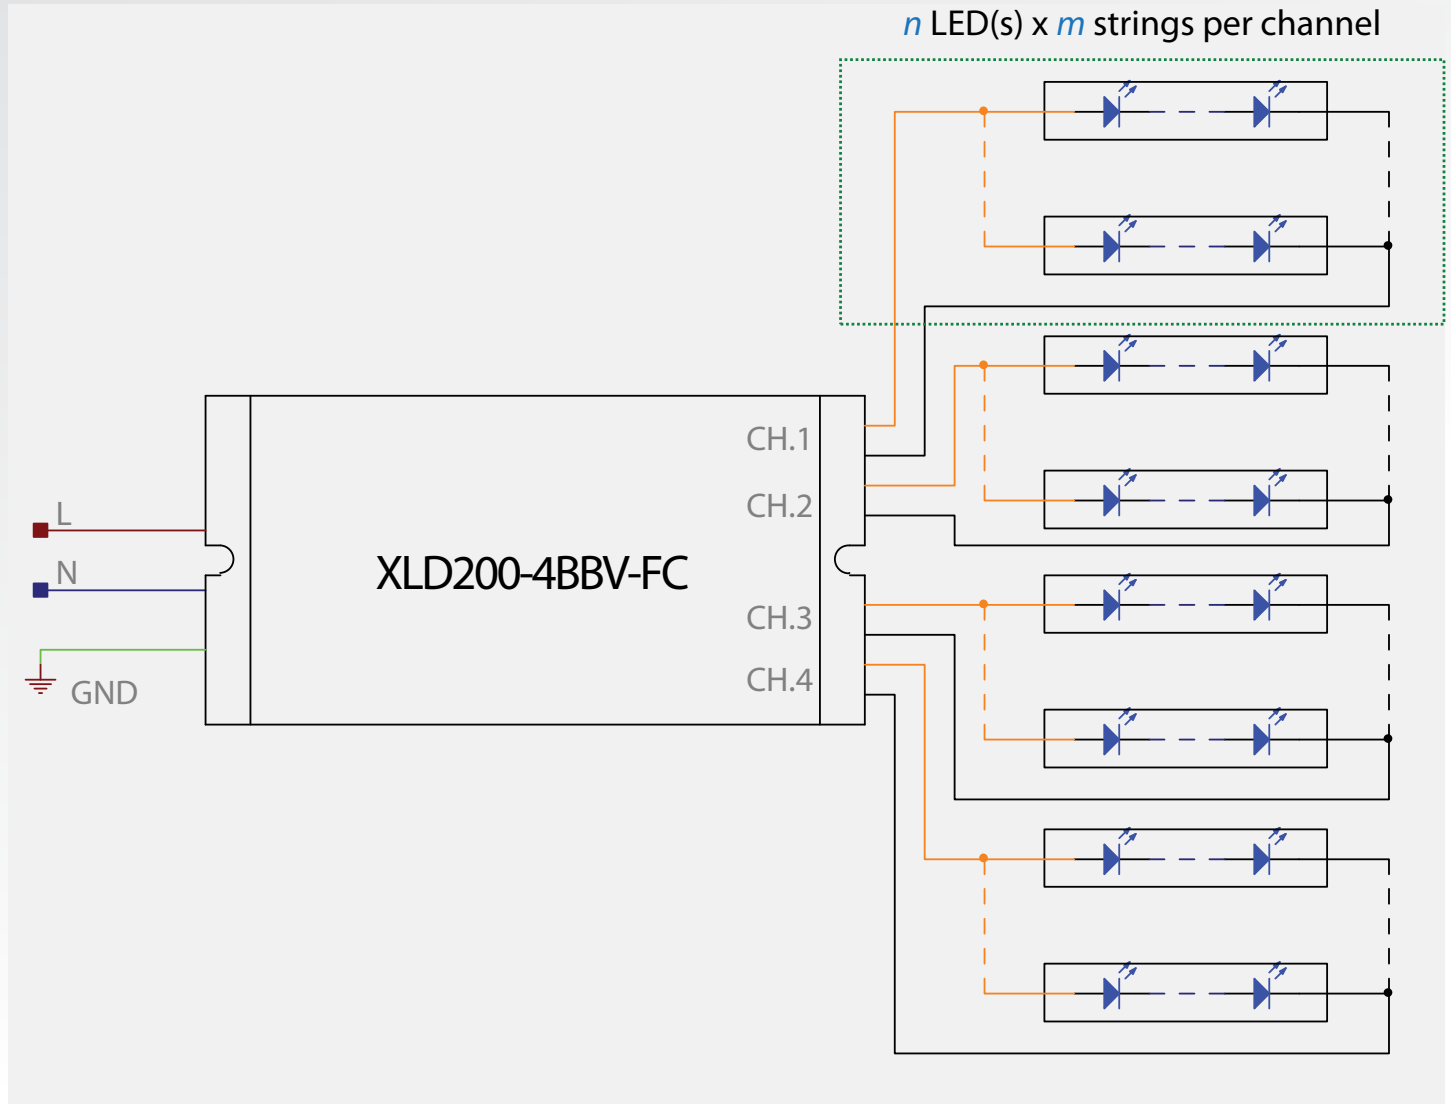 n LED(s) x m strings per channel
CH.1
CH.2
L
N
XLD200-4BBV-FC
CH.3
CH.4
GND